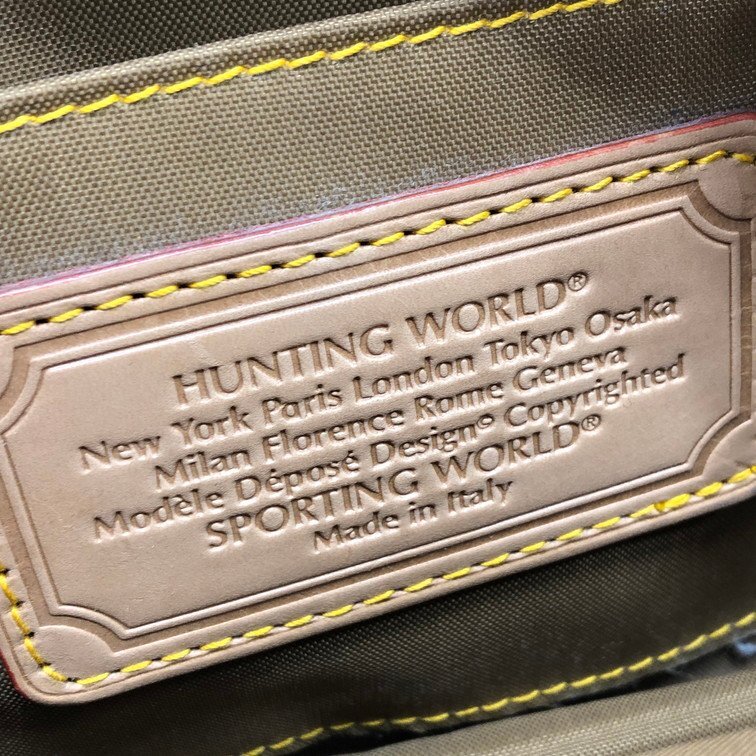 HUNTING WORLD®
New York Paris London Tokyo Osaka
Milan Florence Rome Geneva
Modèle Déposé Design© Copyrighted
SPORTING WORLD®
Made in Italy